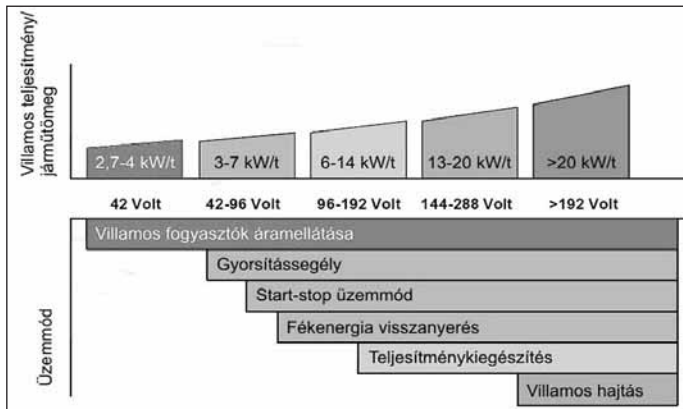 Villamos teljesítmény/
járműtömeg
2,7-4 kW/t
3-7 kW/t
6-14 kW/t
13-20 kW/t
>20 kW/t
42 Volt
42-96 Volt
96-192 Volt
144-288 Volt
>192 Volt
Üzemmód
Villamos fogyasztók áramellátása
Gyorsítássegély
Start-stop üzemmód
Fékenergia visszanyerés
Teljesítménykiegészítés
Villamos hajtás